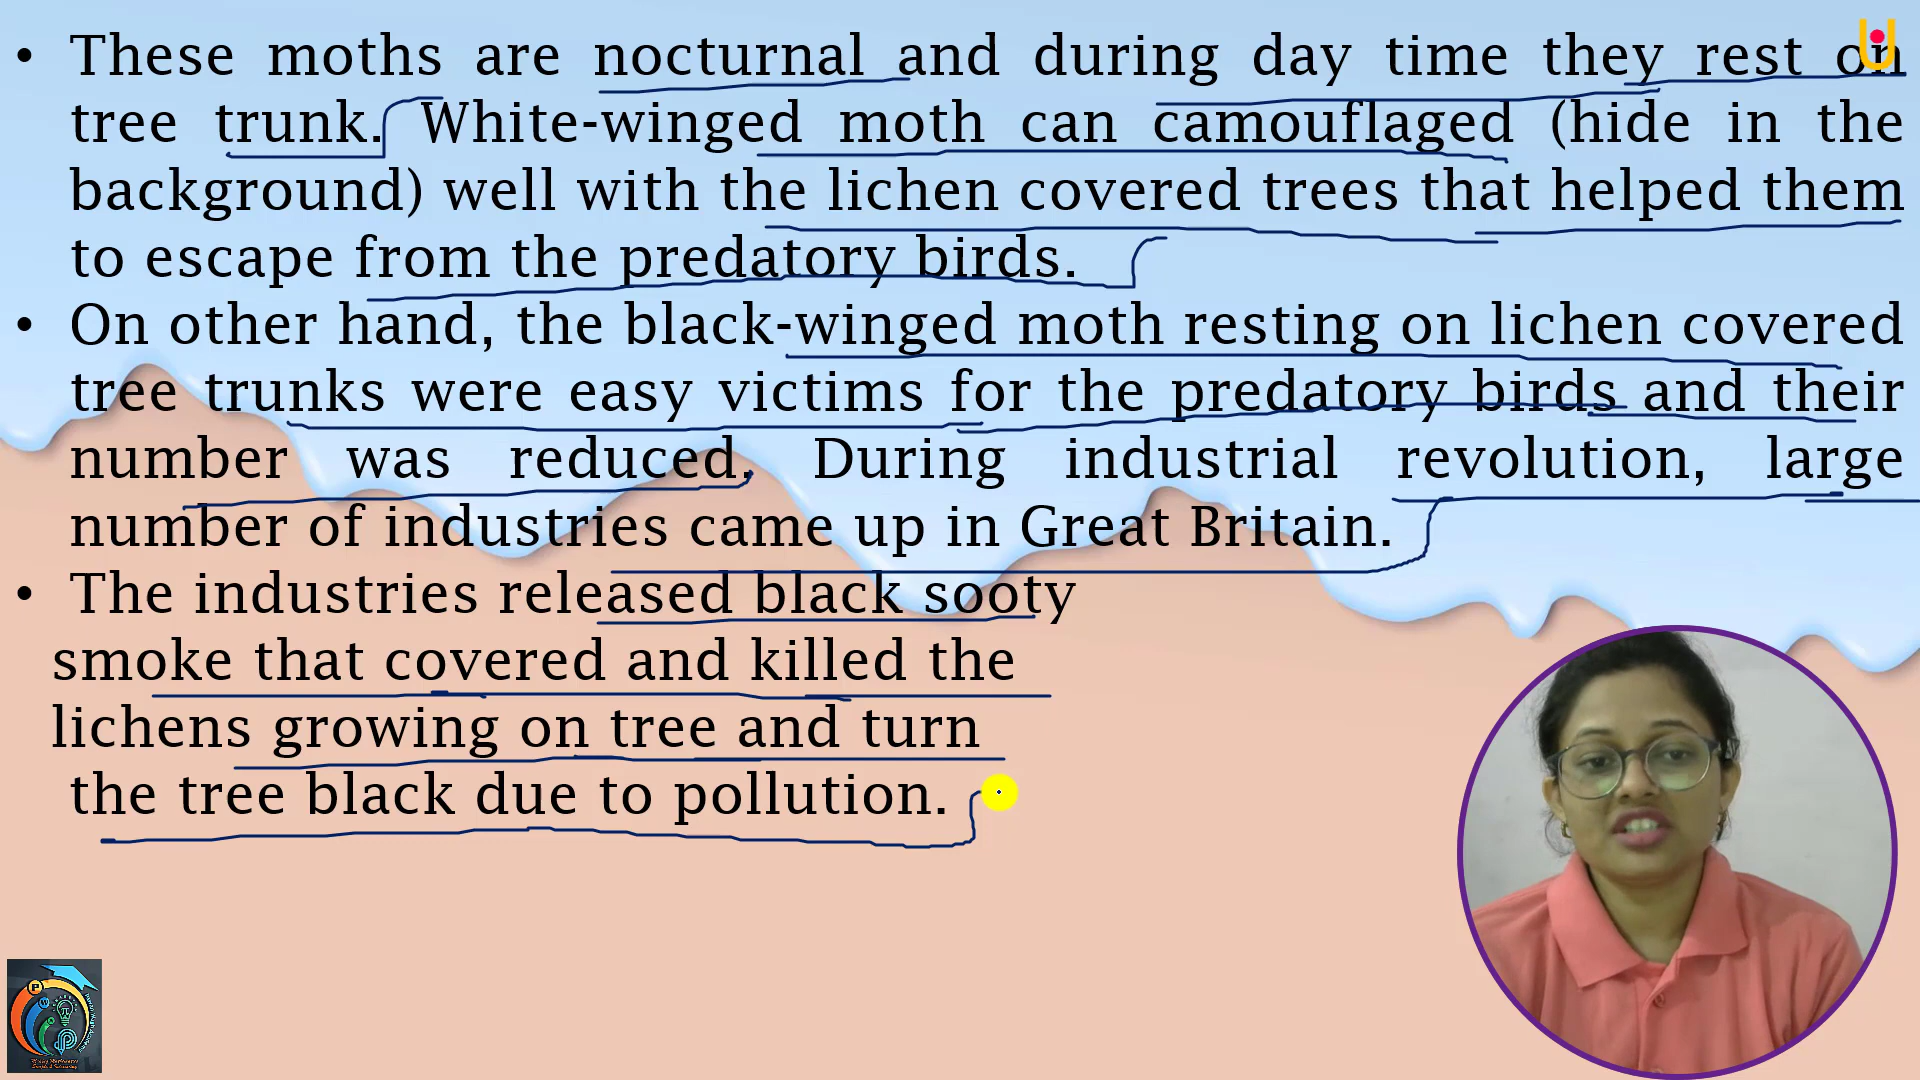 • These moths are nocturnal and during day time they rest on
tree trunk. White-winged moth can camouflaged (hide in the
background) well with the lichen covered trees that helped them
to escape from the predatory birds.
• On other hand, the black-winged moth resting on lichen covered
tree trunks were easy victims for the predatory birds and their
number was reduced. During industrial revolution, large
number of industries came up in Great Britain.
• The industries released black sooty
smoke that covered and killed the
lichens growing on tree and turn
the tree black due to pollution.